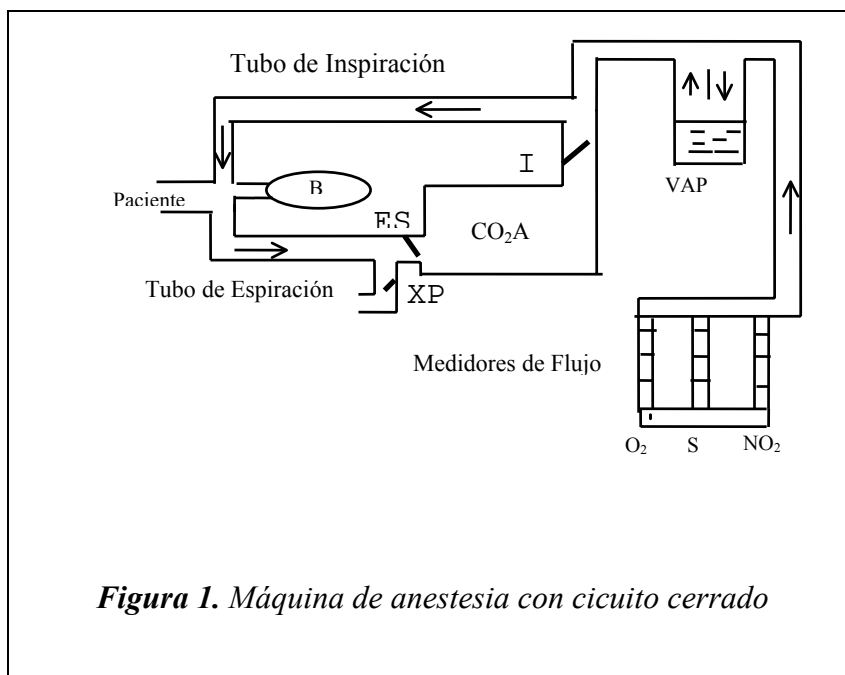 Tubo de Inspiración
I
VAP
B
Paciente
ES
CO₂A
Tubo de Espiración
XP
Medidores de Flujo
O₂ S NO₂
Figura 1. Máquina de anestesia con cicuito cerrado